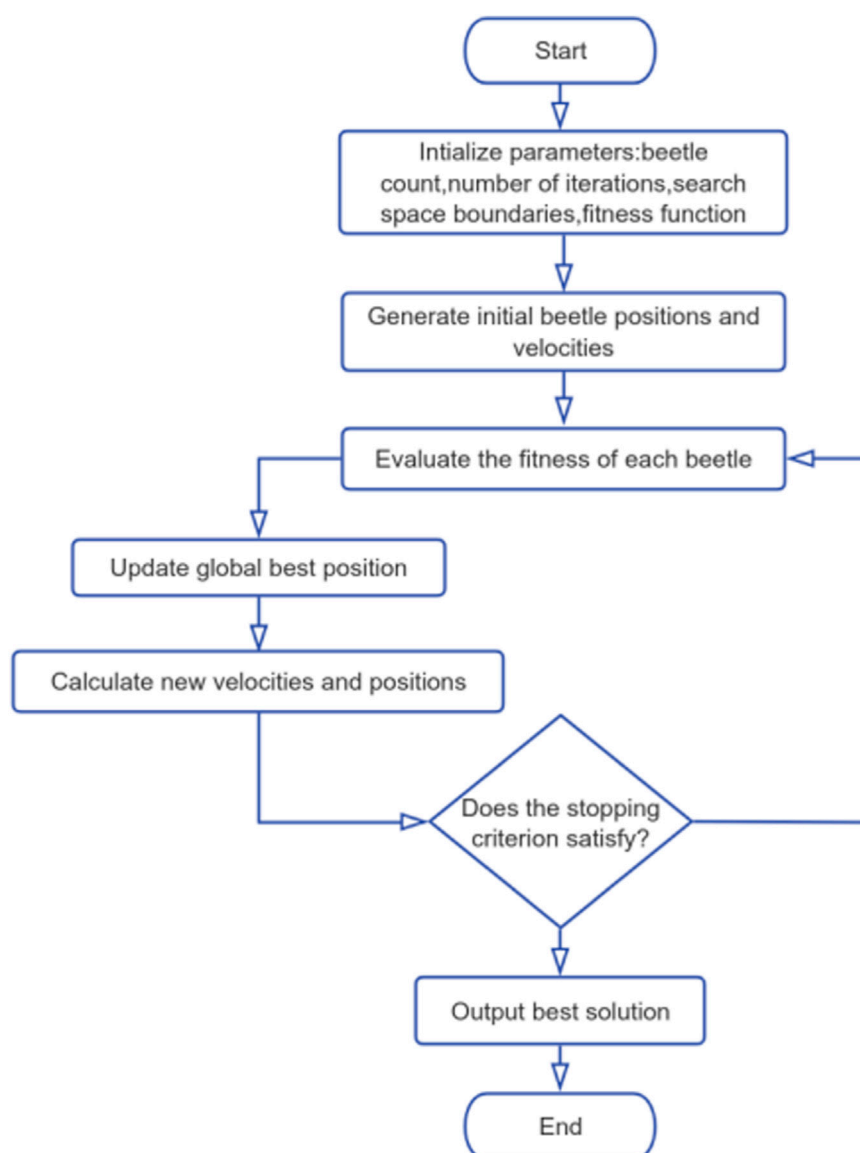 Start
Intialize parameters:beetle
count,number of iterations,search
space boundaries,fitness function
Generate initial beetle positions and
velocities
Evaluate the fitness of each beetle
Update global best position
Calculate new velocities and positions
Does the stopping
criterion satisfy?
Output best solution
End